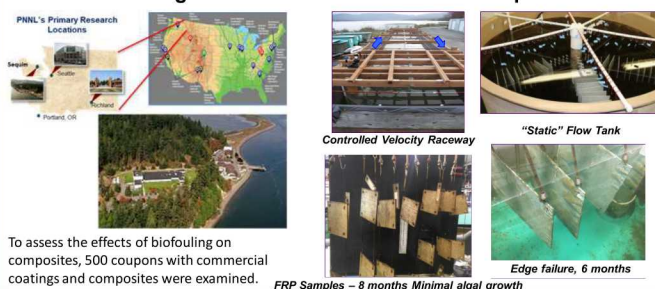 PNNL's Primary Research
Locations
Sequim
Seattle
Richland
Portland, OR
To assess the effects of biofouling on
composites, 500 coupons with commercial
coatings and composites were examined.
Controlled Velocity Raceway
"Static" Flow Tank
FRP Samples – 8 months Minimal algal growth
Edge failure, 6 months